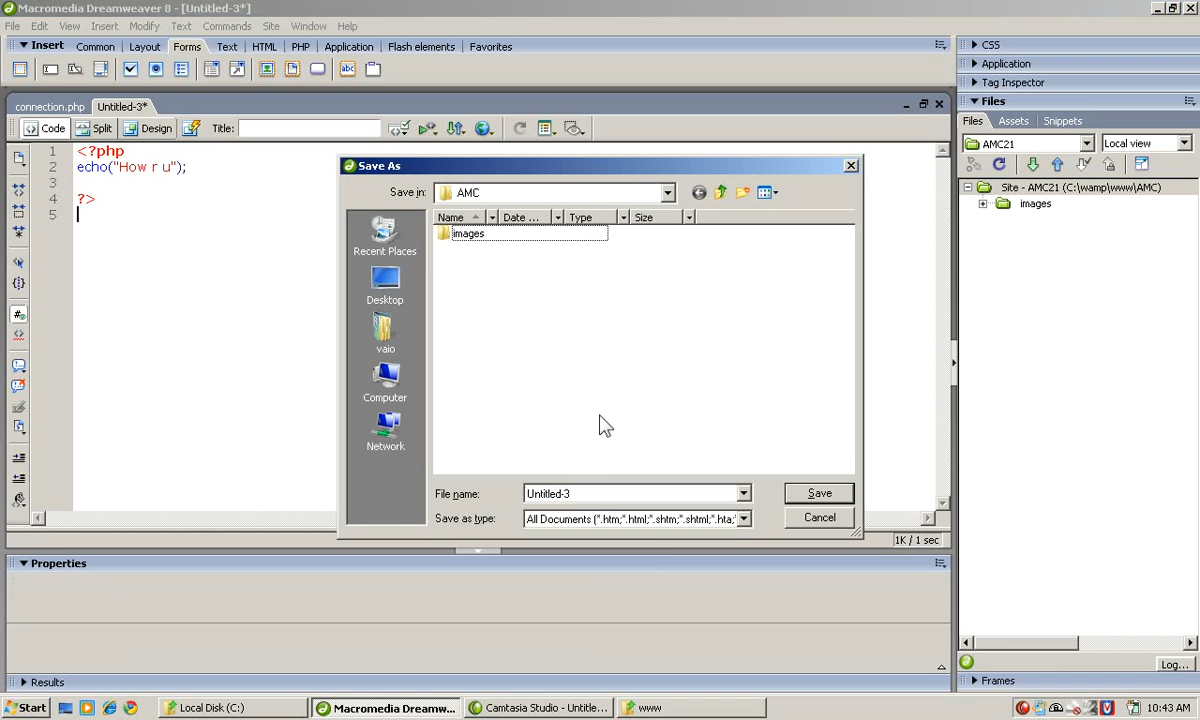 Macromedia Dreamweaver 8 - [Untitled-3*]
File Edit View Insert Modify Text Commands Site Window Help
Insert Common Layout Forms Text HTML PHP Application Flash elements Favorites
connection.php Untitled-3*
Code Split Design Title:
1 <?php
2 echo("How r u");
3
4 ?>
5
Save As
Save in: AMC
Name Date ... Type Size
images
Recent Places
Desktop
vaio
Computer
Network
File name: Untitled-3 Save
Save as type: All Documents (*.htm;*.html;*.shtm;*.shtml;*.hta;* Cancel
1K / 1 sec
Properties
Results
CSS
Application
Tag Inspector
Files
Files Assets Snippets
AMC21 Local view
Site - AMC21 (C:\wamp\www\AMC)
images
Log...
Frames
Start Local Disk (C:) Macromedia Dreamw... Camtasia Studio - Untitle... www 10:43 AM